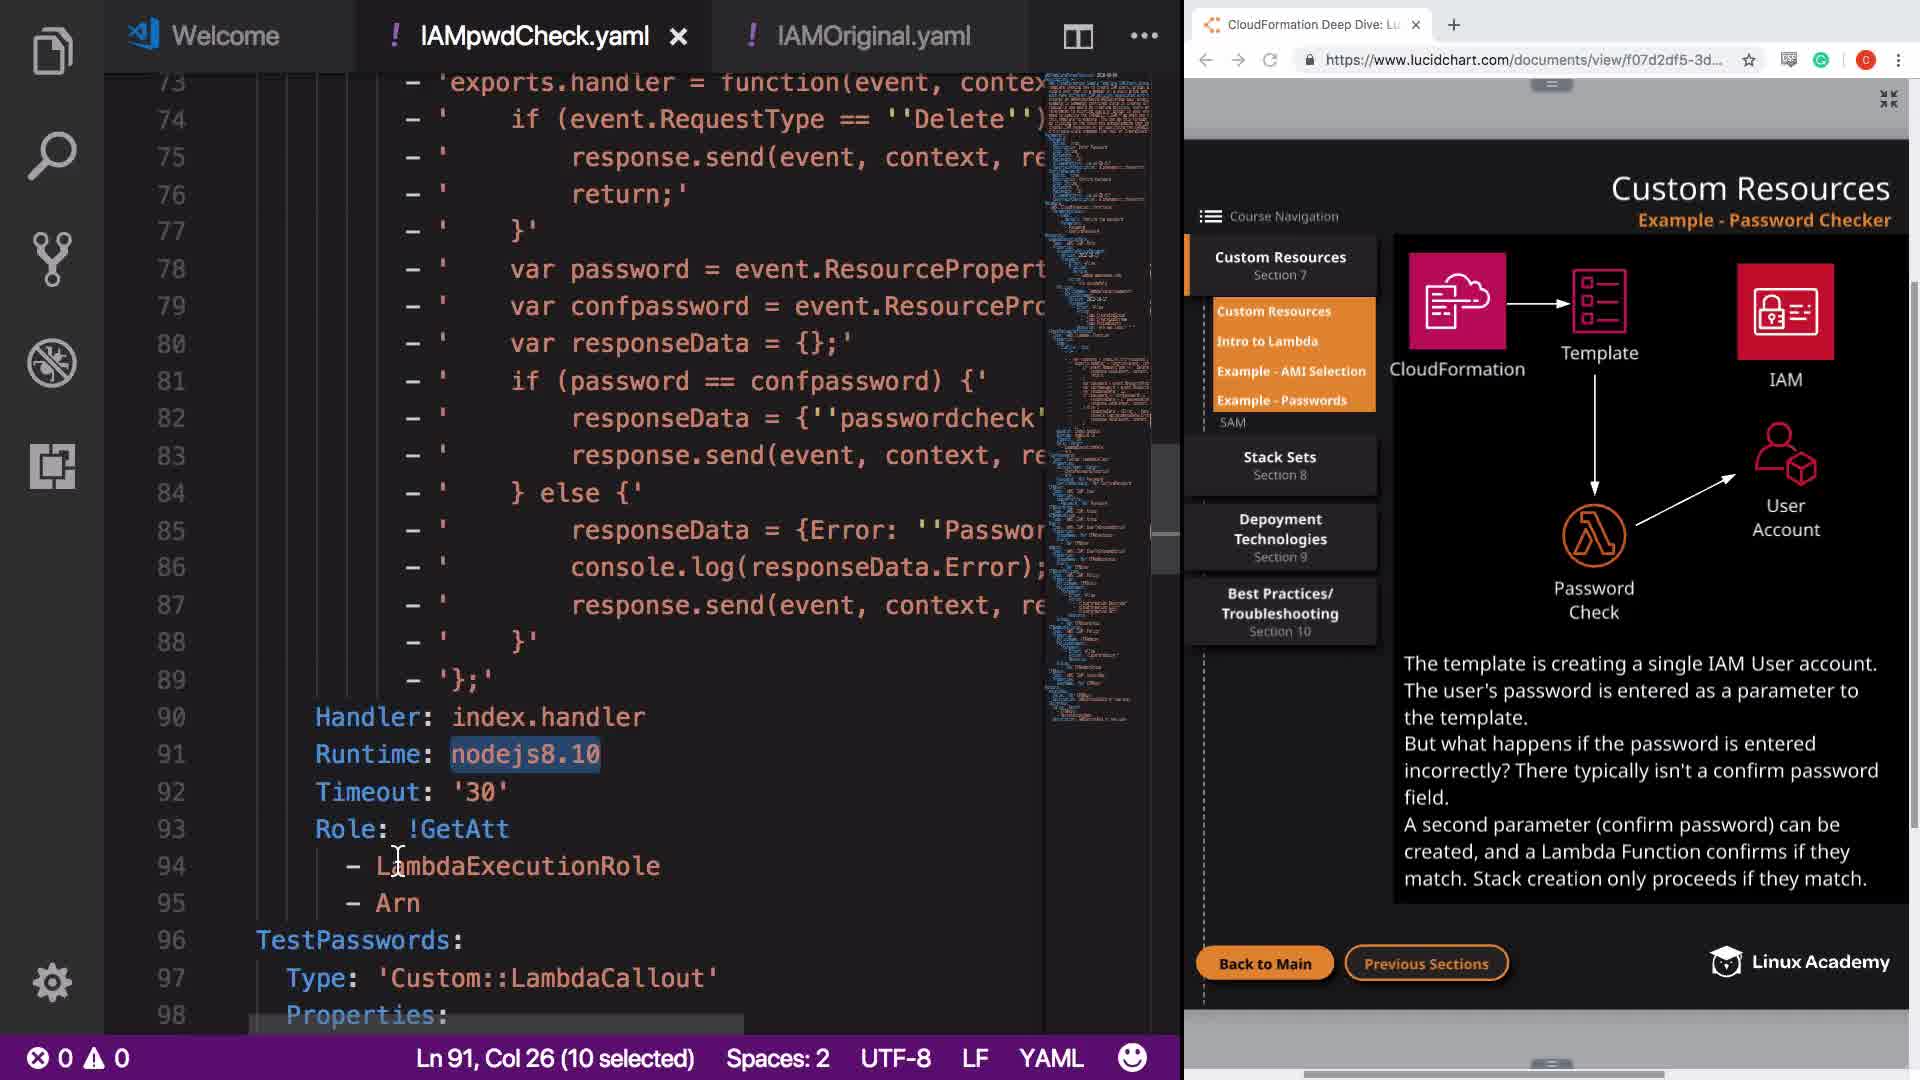 Welcome
! IAMpwdCheck.yaml ×
! IAMOriginal.yaml
73 - 'exports.handler = function(event, contex
74 - '    if (event.RequestType == ''Delete'')
75 - '        response.send(event, context, re
76 - '        return;'
77 - '    }'
78 - '    var password = event.ResourcePropert
79 - '    var confpassword = event.ResourcePro
80 - '    var responseData = {};'
81 - '    if (password == confpassword) {'
82 - '        responseData = {''passwordcheck'
83 - '        response.send(event, context, re
84 - '    } else {'
85 - '        responseData = {Error: ''Passwor
86 - '        console.log(responseData.Error);
87 - '        response.send(event, context, re
88 - '    }'
89 - '};'
90 Handler: index.handler
91 Runtime: nodejs8.10
92 Timeout: '30'
93 Role: !GetAtt
94 - LambdaExecutionRole
95 - Arn
96 TestPasswords:
97 Type: 'Custom::LambdaCallout'
98 Properties:
0 0
Ln 91, Col 26 (10 selected)
Spaces: 2
UTF-8
LF
YAML
CloudFormation Deep Dive: Lu
https://www.lucidchart.com/documents/view/f07d2df5-3d...
C
Custom Resources
Example - Password Checker
Course Navigation
Custom Resources
Section 7
Custom Resources
Intro to Lambda
Example - AMI Selection
Example - Passwords
SAM
Stack Sets
Section 8
Depoyment
Technologies
Section 9
Best Practices/
Troubleshooting
Section 10
CloudFormation
Template
IAM
User
Account
Password
Check
The template is creating a single IAM User account.
The user's password is entered as a parameter to
the template.
But what happens if the password is entered
incorrectly? There typically isn't a confirm password
field.
A second parameter (confirm password) can be
created, and a Lambda Function confirms if they
match. Stack creation only proceeds if they match.
Back to Main
Previous Sections
Linux Academy